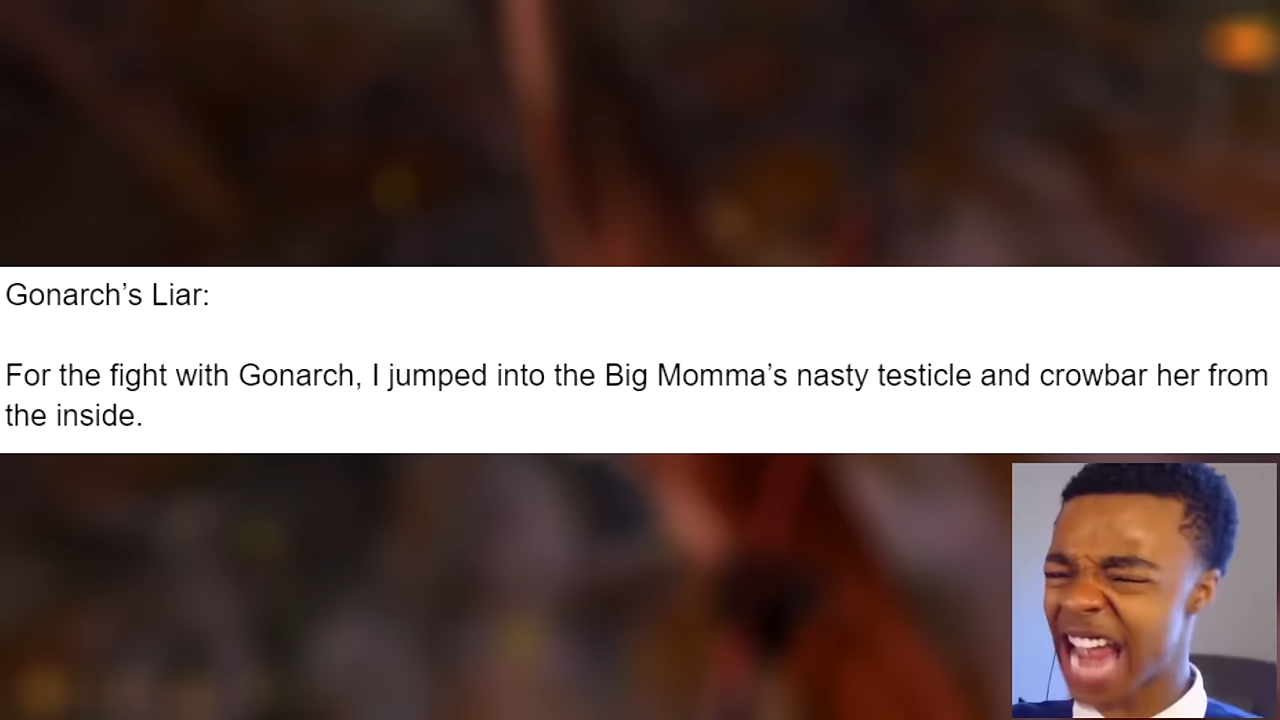 Gonarch’s Liar:
For the fight with Gonarch, I jumped into the Big Momma’s nasty testicle and crowbar her from
the inside.